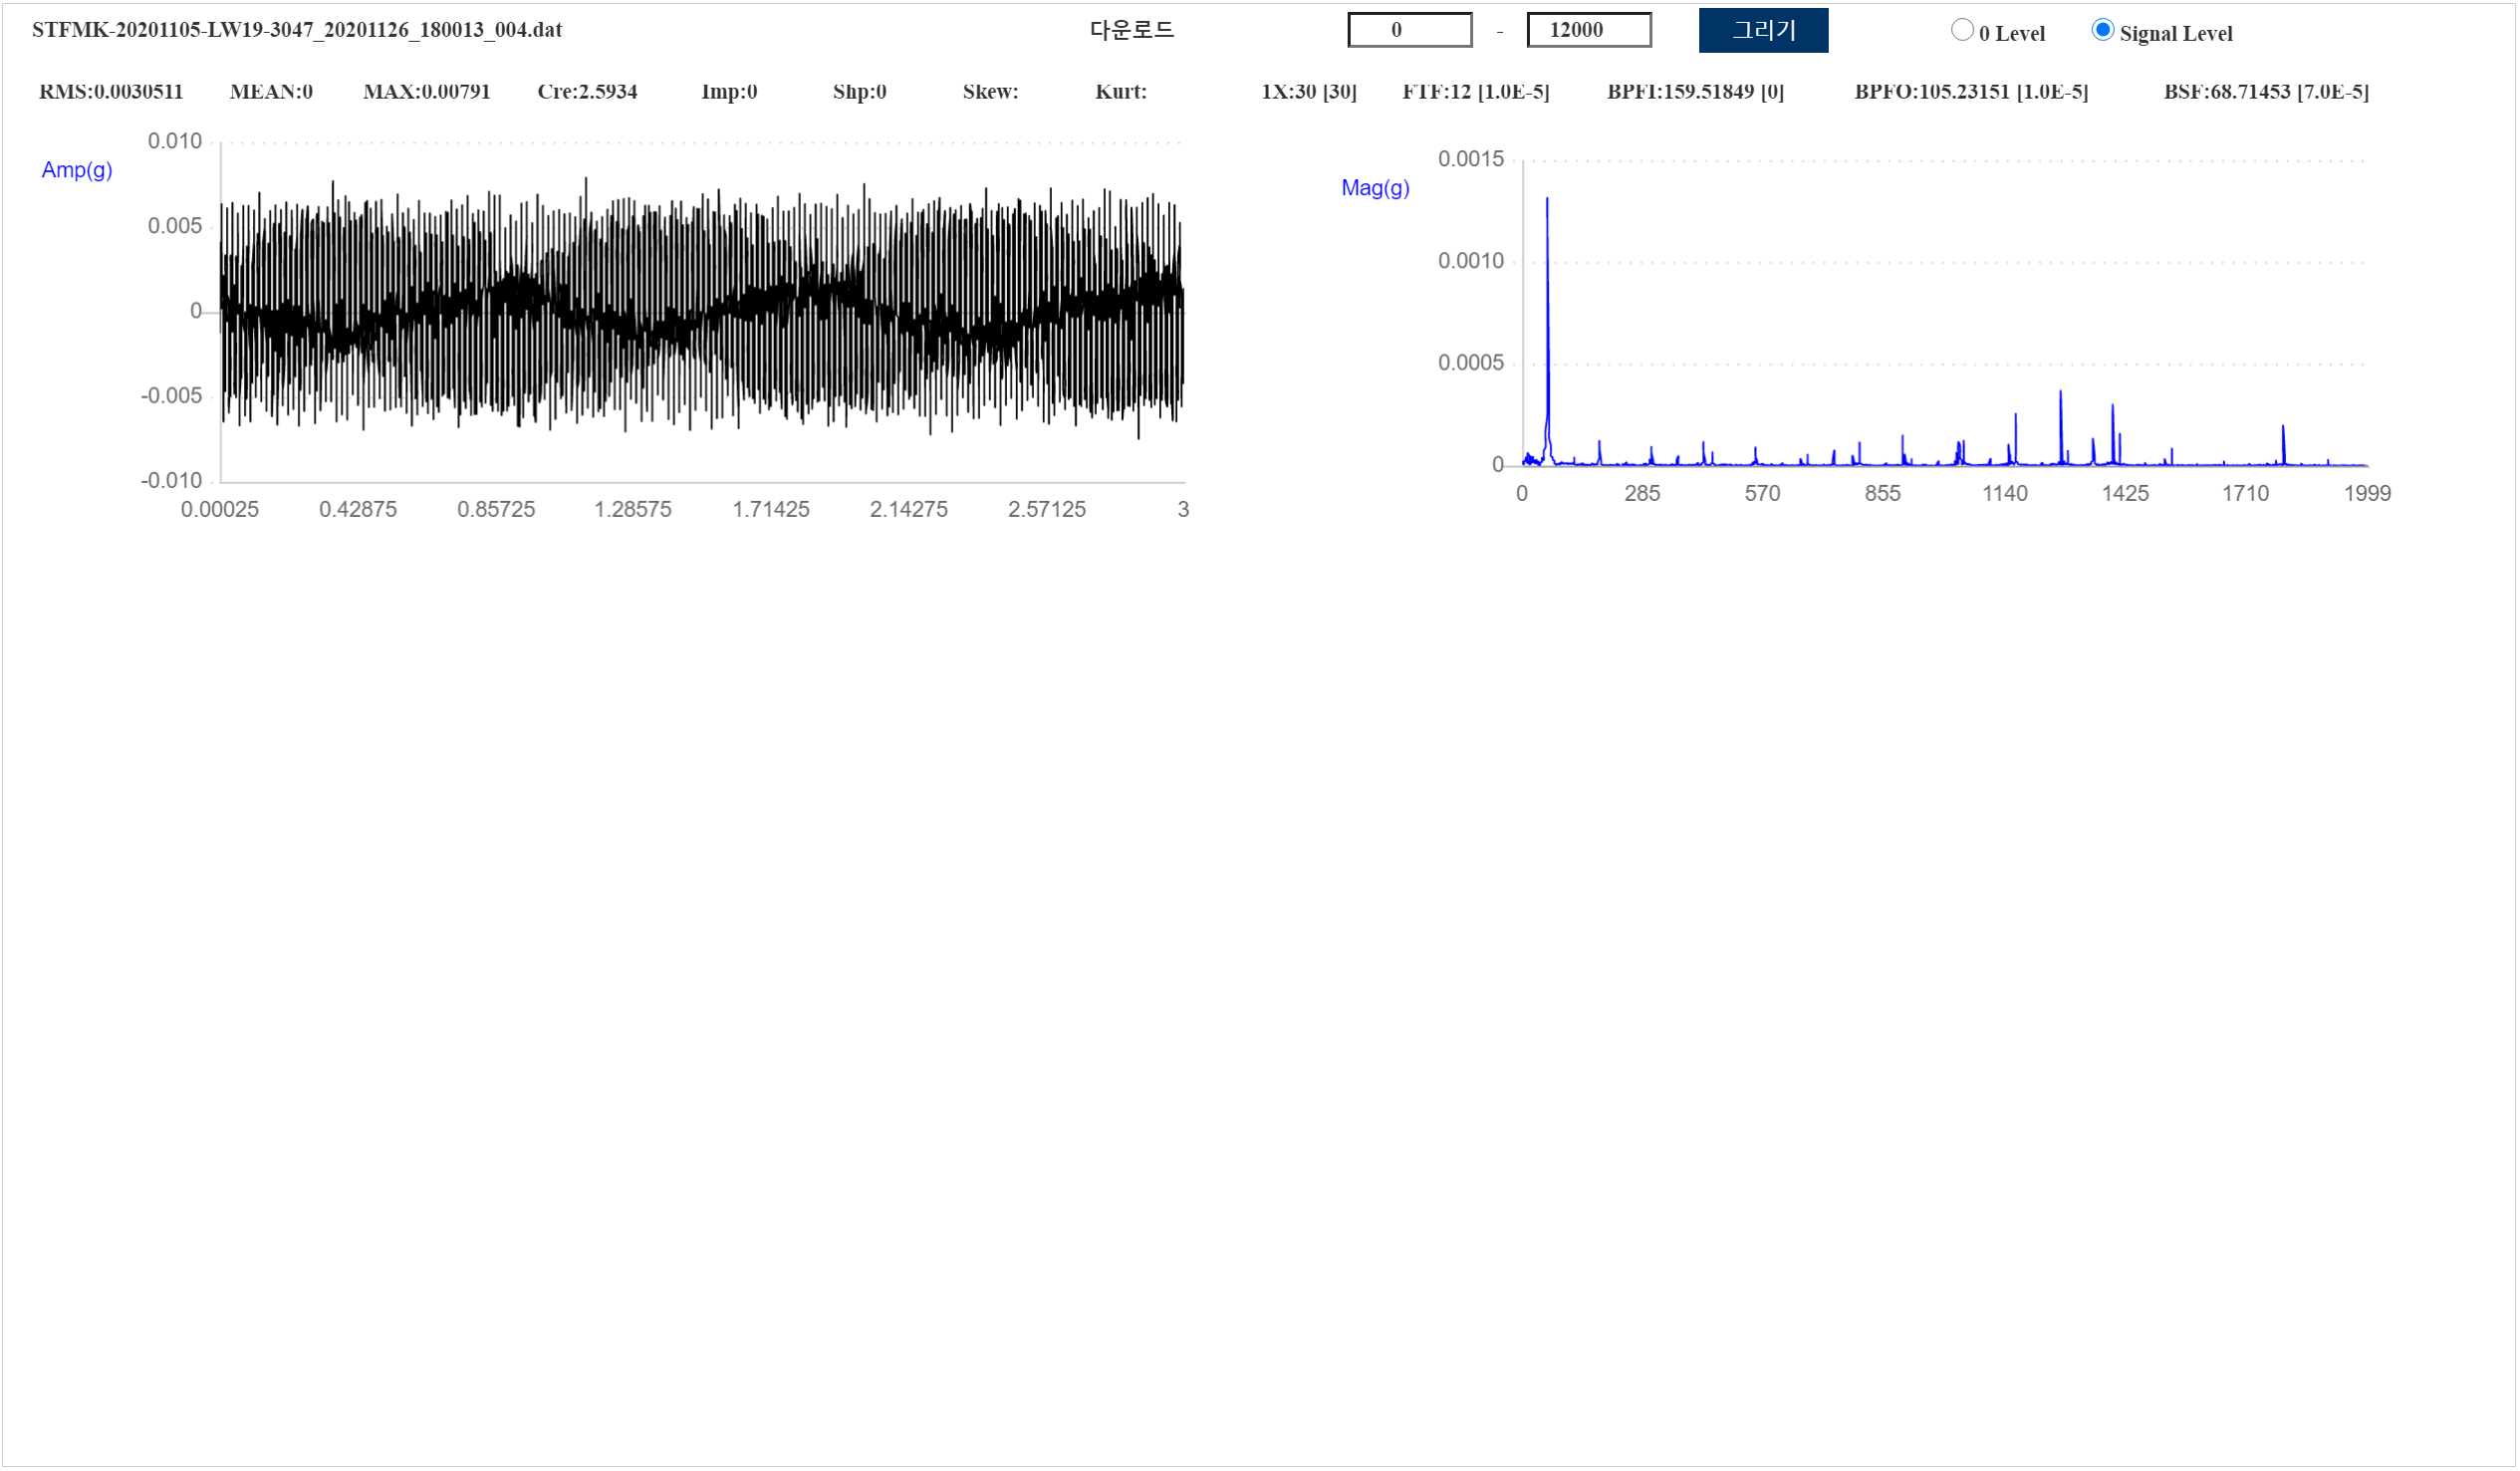 STFMK-20201105-LW19-3047_20201126_180013_004.dat 다운로드 0 - 12000 그리기 0 Level Signal Level
RMS:0.0030511 MEAN:0 MAX:0.00791 Cre:2.5934 Imp:0 Shp:0 Skew: Kurt: 1X:30 [30] FTF:12 [1.0E-5] BPFI:159.51849 [0] BPFO:105.23151 [1.0E-5] BSF:68.71453 [7.0E-5]
Amp(g)
0.010
0.005
0
-0.005
-0.010
0.00025 0.42875 0.85725 1.28575 1.71425 2.14275 2.57125 3
Mag(g)
0.0015
0.0010
0.0005
0
0 285 570 855 1140 1425 1710 1999